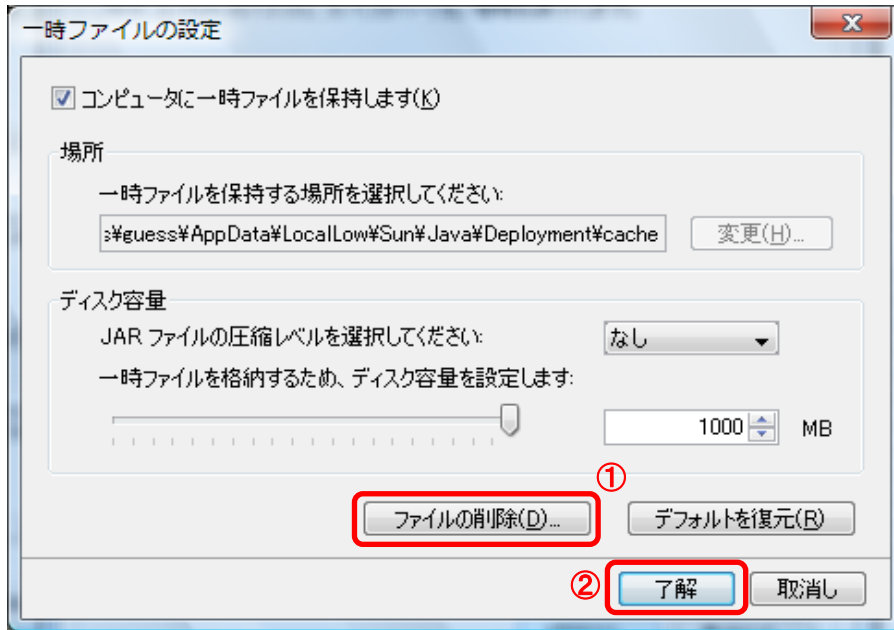 一時ファイルの設定
コンピュータに一時ファイルを保持します(K)
場所
一時ファイルを保持する場所を選択してください:
s¥guess¥AppData¥LocalLow¥Sun¥Java¥Deployment¥cache 変更(H)...
ディスク容量
JAR ファイルの圧縮レベルを選択してください: なし
一時ファイルを格納するため、ディスク容量を設定します:
1000 MB
①
ファイルの削除(D)... デフォルトを復元(R)
② 了解 取消し